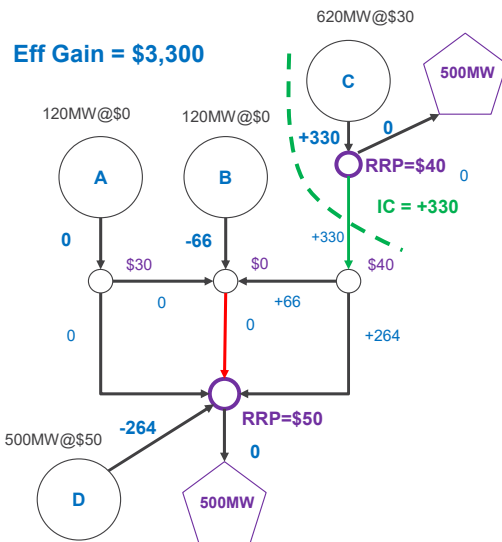 620MW@$30
Eff Gain = $3,300
C
500MW
120MW@$0
120MW@$0
+330
0
RRP=$40
0
A
B
IC = +330
0
-66
+330
$30
$0
$40
0
+66
0
0
+264
RRP=$50
500MW@$50
-264
0
D
500MW